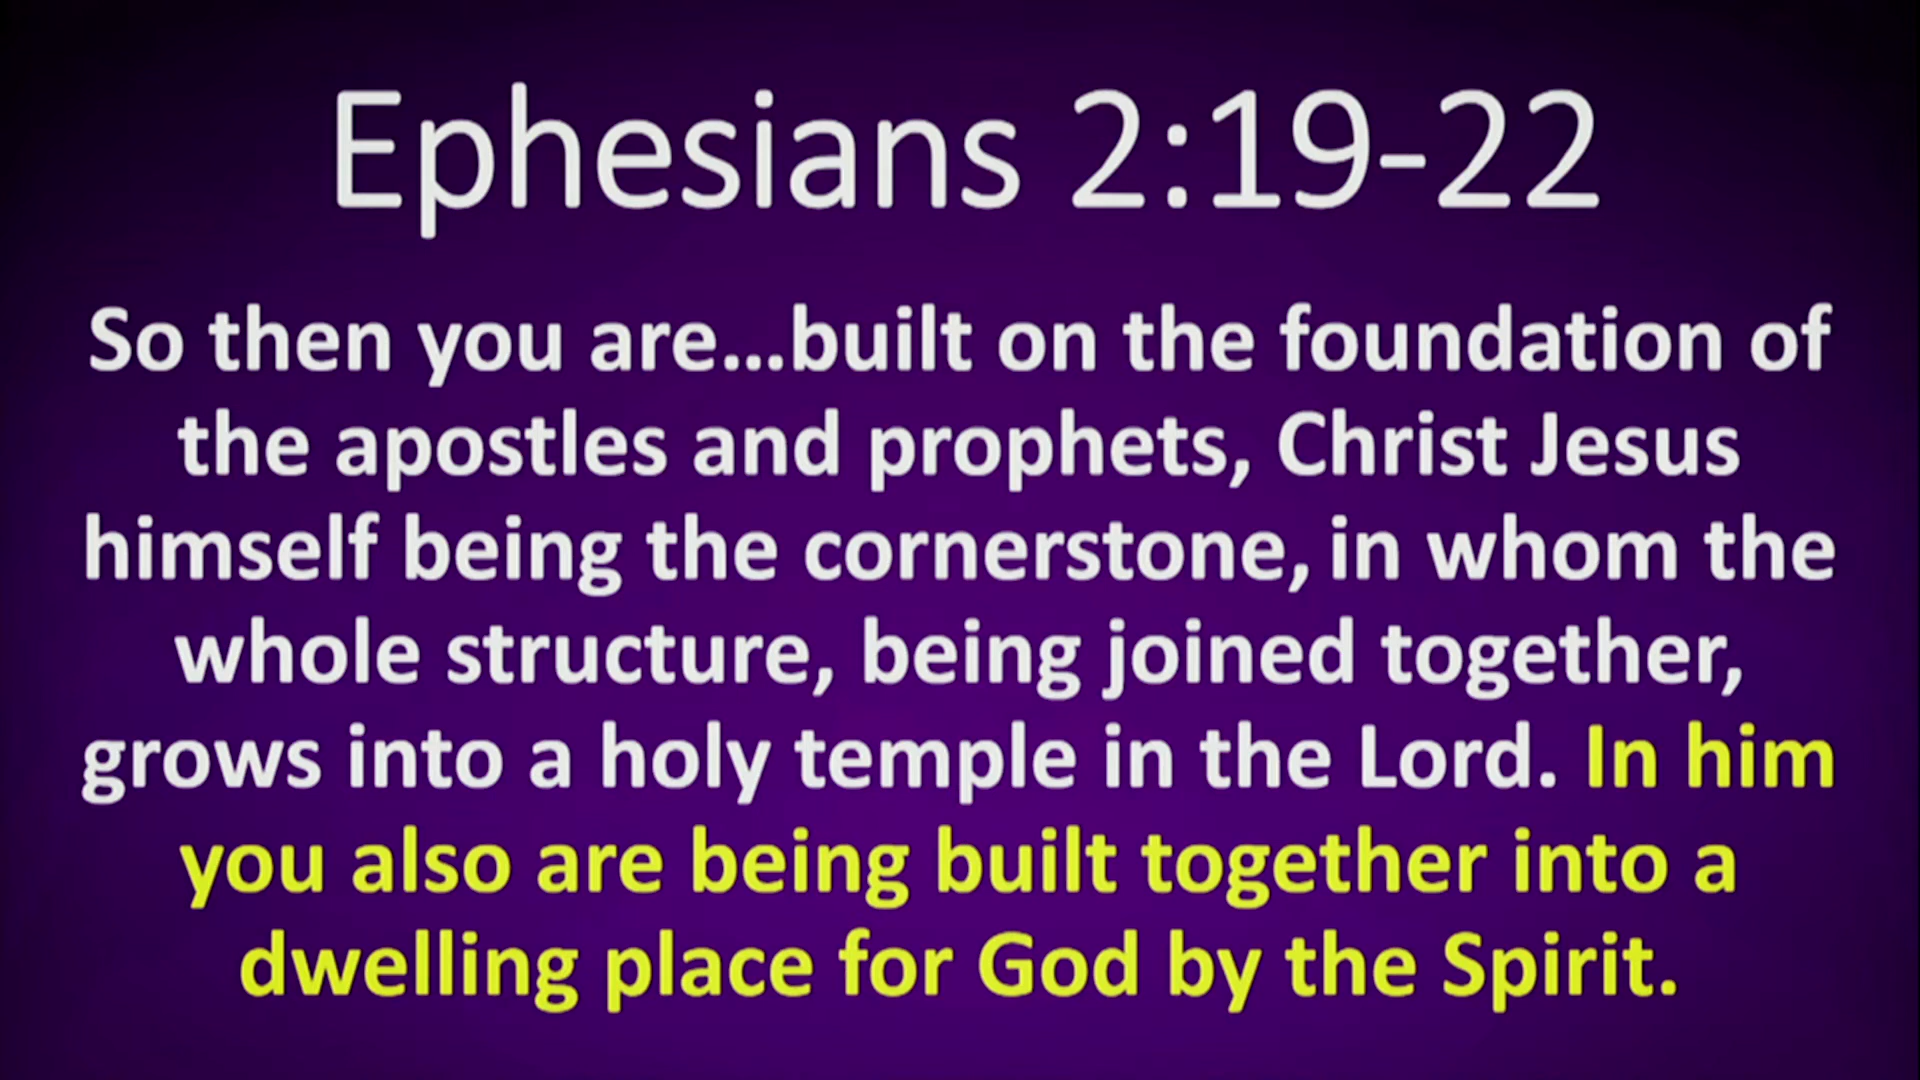 Ephesians 2:19-22
So then you are...built on the foundation of
the apostles and prophets, Christ Jesus
himself being the cornerstone, in whom the
whole structure, being joined together,
grows into a holy temple in the Lord. In him
you also are being built together into a
dwelling place for God by the Spirit.